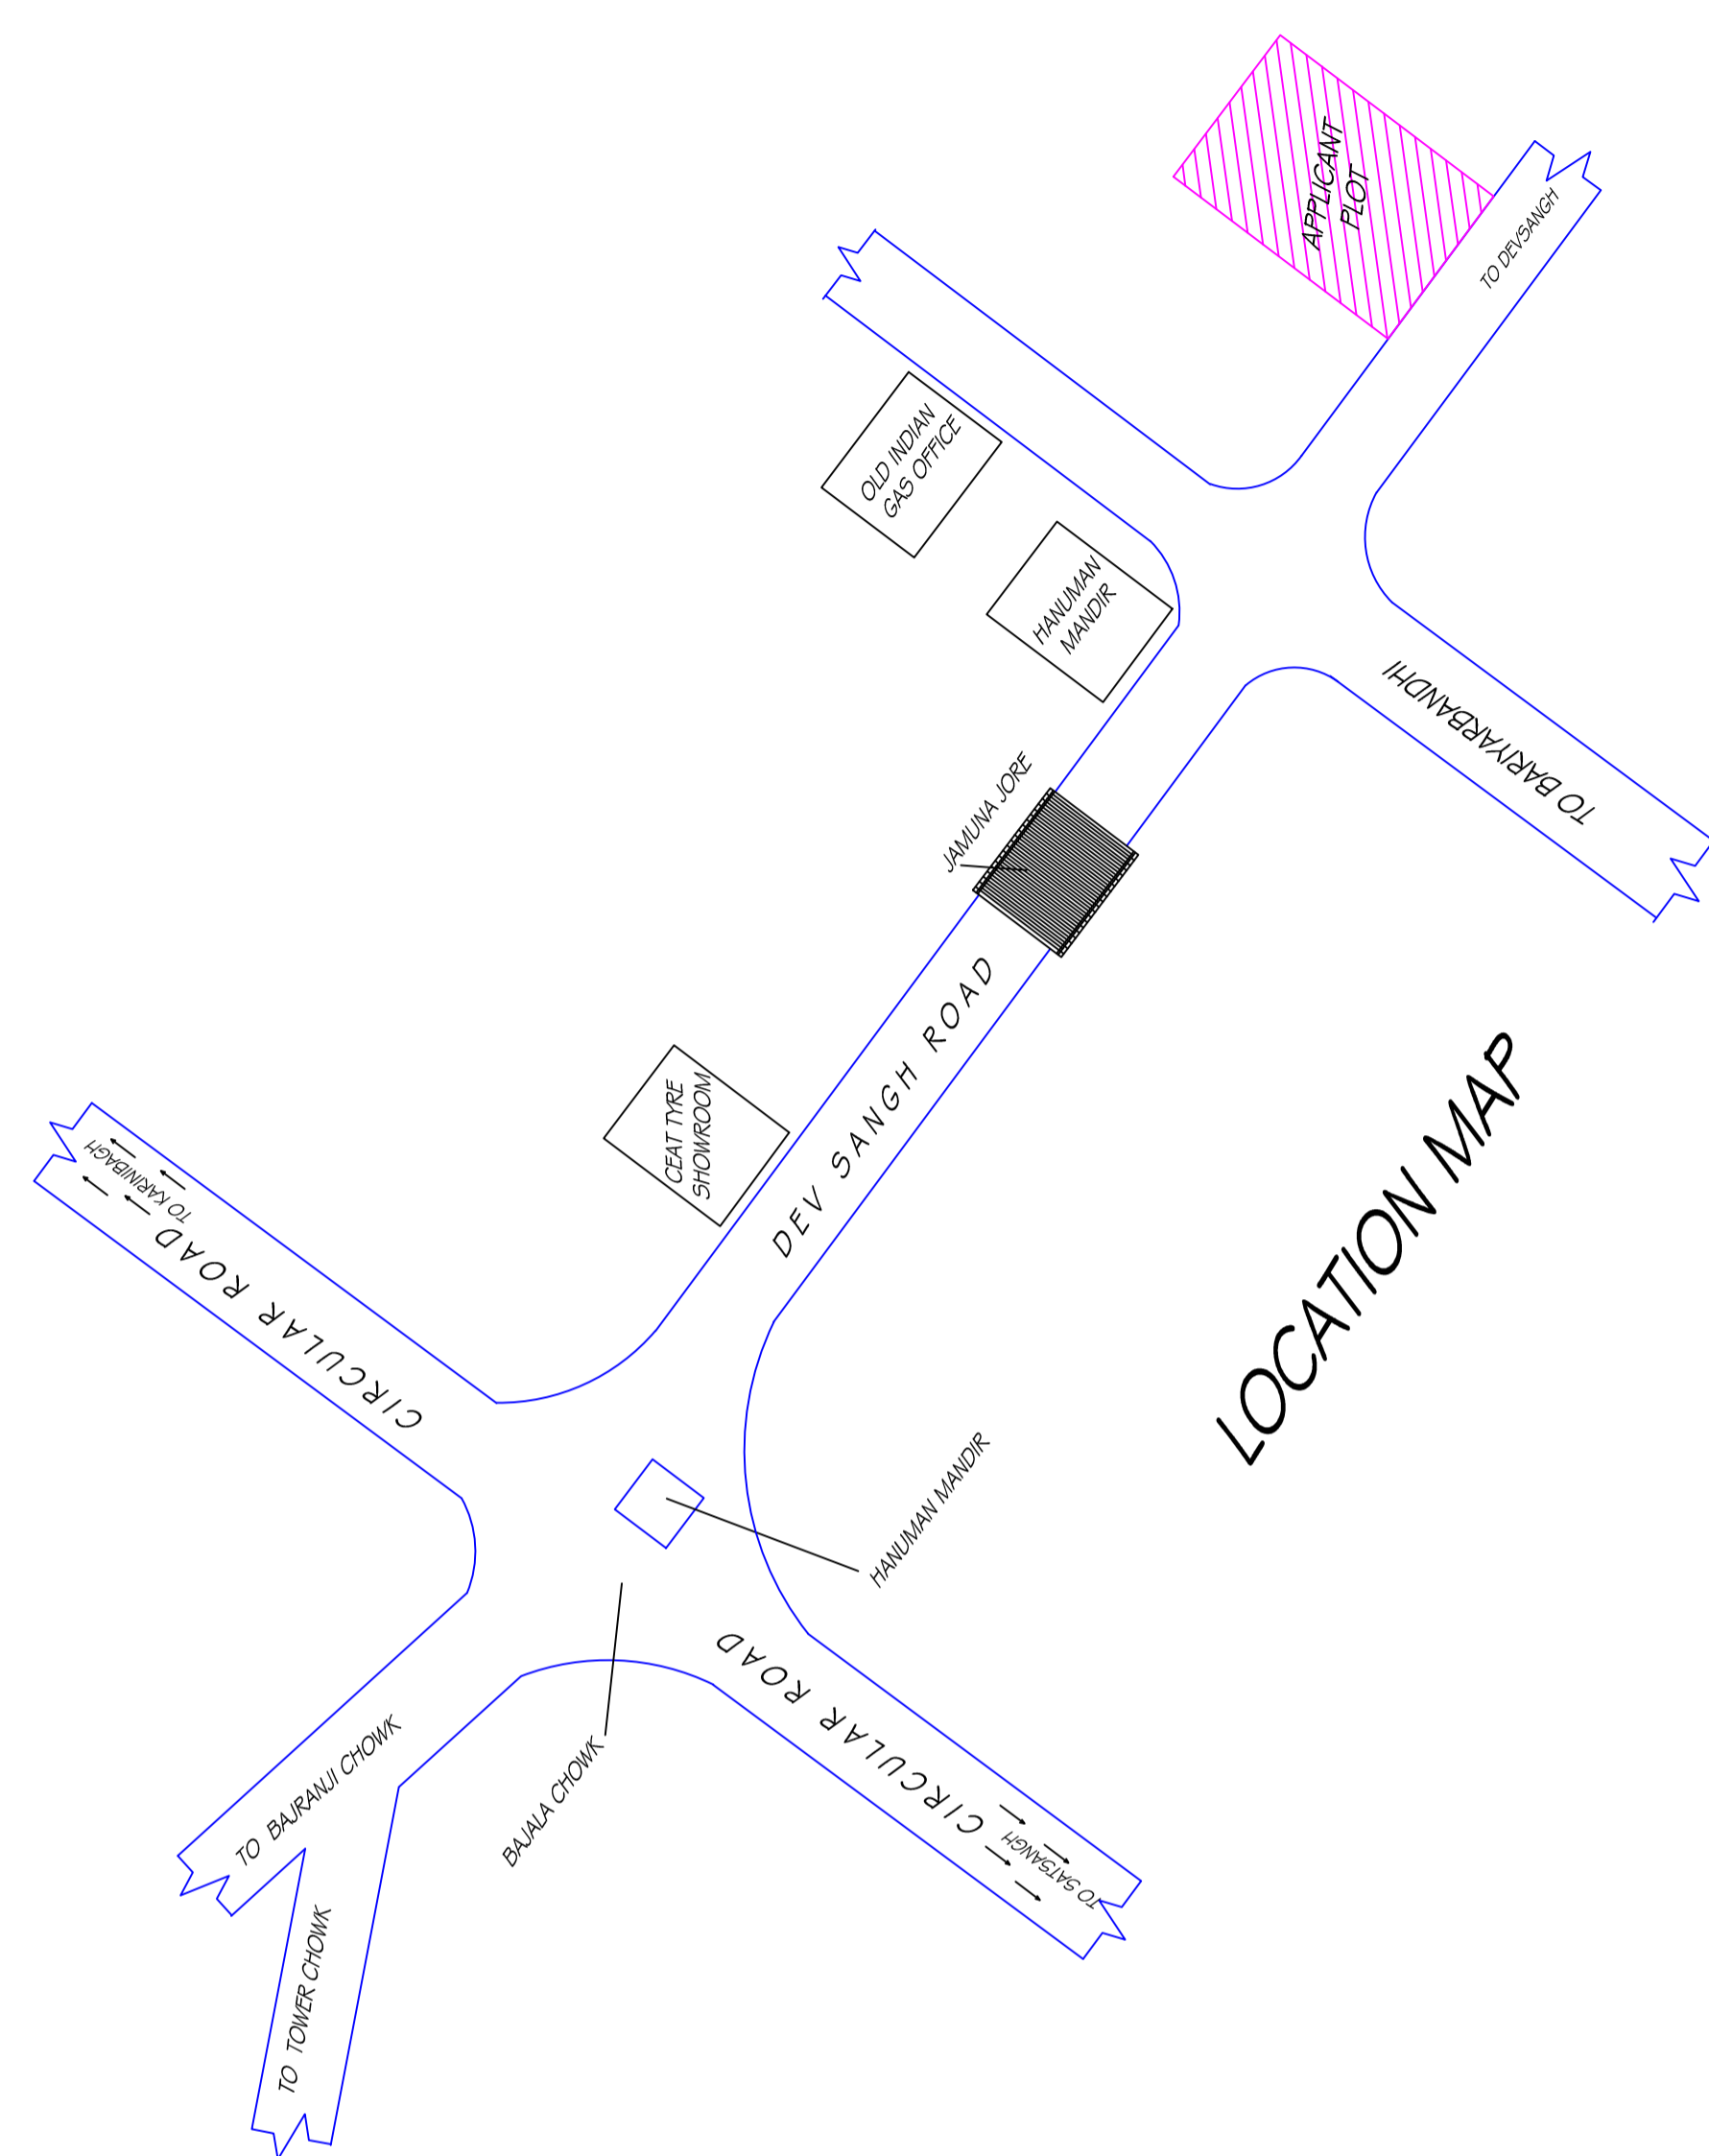 APPLICANT
PLOT
TO DEVSANGH
OLD INDIAN
GAS OFFICE
HANUMAN
MANDIR
TO BARYARBANDHI
JAMUNA JORE
DEV SANGH ROAD
CEAT TYRE
SHOWROOM
LOCATION MAP
TO KARNIBAGH
CIRCULAR ROAD
HANUMAN MANDIR
CIRCULAR ROAD
TO SATSANGH
BAJALA CHOWK
TO BAJRANJI CHOWK
TO TOWER CHOWK